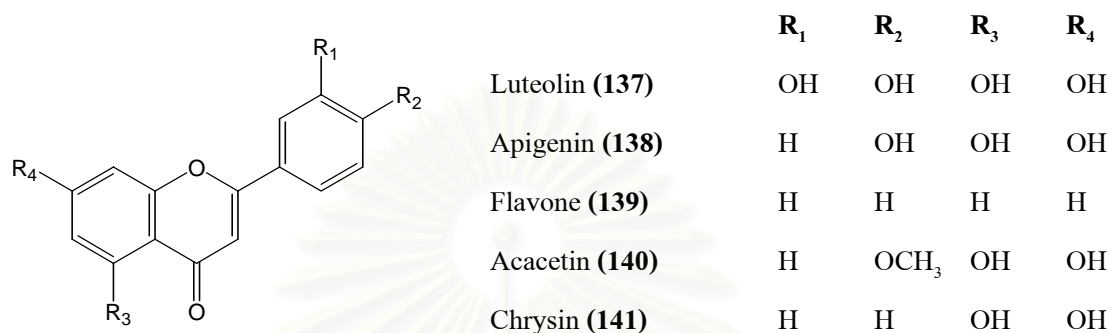 R₁
R₂
R₄
O
R₃
O
R₁ R₂ R₃ R₄
Luteolin (137) OH OH OH OH
Apigenin (138) H OH OH OH
Flavone (139) H H H H
Acacetin (140) H OCH₃ OH OH
Chrysin (141) H H OH OH